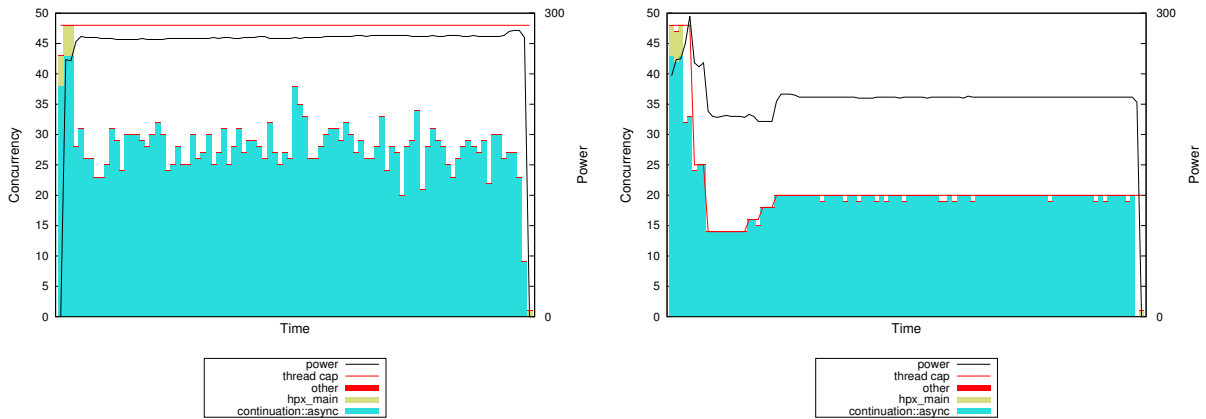 50
45
40
35
30
25
20
15
10
5
0
Concurrency
300
0
Power
Time
power
thread cap
other
hpx_main
continuation::async
50
45
40
35
30
25
20
15
10
5
0
Concurrency
300
0
Power
Time
power
thread cap
other
hpx_main
continuation::async